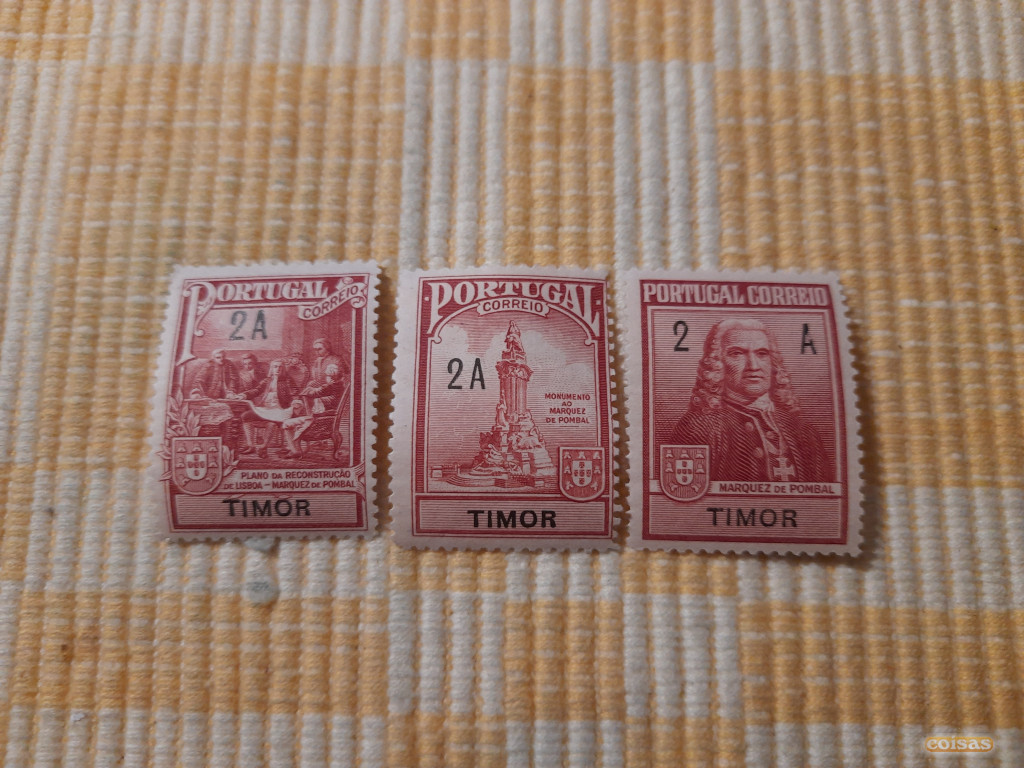 PORTUGAL
CORREIO
2A
PLANO DA RECONSTRUÇÃO
DE LISBOA - MARQUEZ DE POMBAL
TIMOR
PORTUGAL
CORREIO
2A
MONUMENTO
AO
MARQUEZ
DE POMBAL
TIMOR
PORTUGAL CORREIO
2 A
MARQUEZ DE POMBAL
TIMOR
coisas